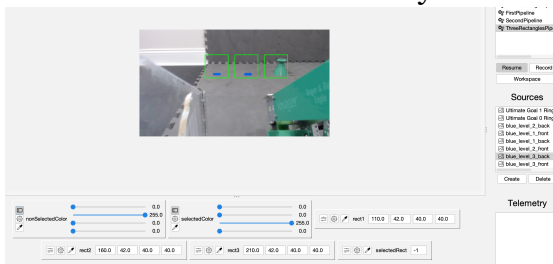 FirstPipeline
SecondPipeline
ThreeRectanglesPip
Resume
Record
Workspace
Sources
Ultimate Goal 1 Ring
Ultimate Goal 0 Ring
blue_level_2_back
blue_level_1_front
blue_level_1_back
blue_level_2_front
blue_level_3_back
blue_level_3_front
Create
Delete
Telemetry
nonSelectedColor
0.0
255.0
0.0
0.0
selectedColor
0.0
0.0
255.0
0.0
rect1 110.0 42.0 40.0 40.0
rect2 160.0 42.0 40.0 40.0
rect3 210.0 42.0 40.0 40.0
selectedRect -1